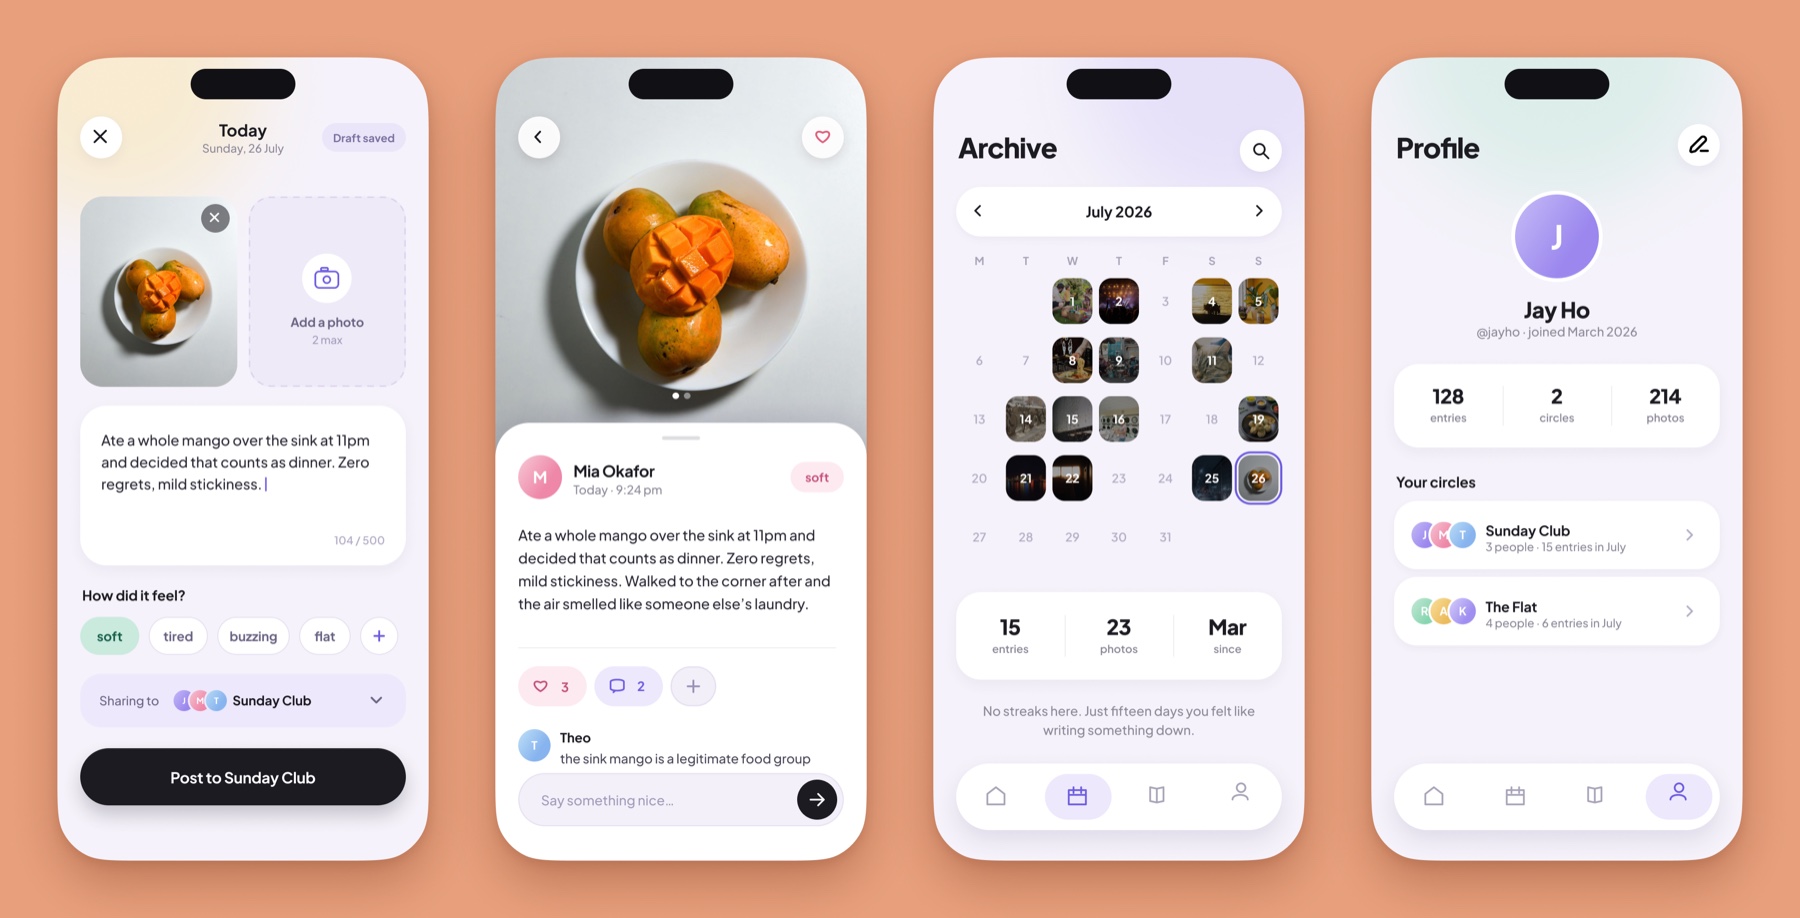 Today
Sunday, 26 July
Draft saved
Add a photo
2 max
Ate a whole mango over the sink at 11pm
and decided that counts as dinner. Zero
regrets, mild stickiness.
104 / 500
How did it feel?
soft
tired
buzzing
flat
+
Sharing to
J
M
T
Sunday Club
Post to Sunday Club
M
Mia Okafor
Today · 9:24 pm
soft
Ate a whole mango over the sink at 11pm and
decided that counts as dinner. Zero regrets,
mild stickiness. Walked to the corner after and
the air smelled like someone else's laundry.
3
2
+
T
Theo
the sink mango is a legitimate food group
Say something nice…
Archive
July 2026
M T W T F S S
1 2 3 4 5
6 7 8 9 10 11 12
13 14 15 16 17 18 19
20 21 22 23 24 25 26
27 28 29 30 31
15
entries
23
photos
Mar
since
No streaks here. Just fifteen days you felt like
writing something down.
Profile
J
Jay Ho
@jayho · joined March 2026
128
entries
2
circles
214
photos
Your circles
J
M
T
Sunday Club
3 people · 15 entries in July
R
A
K
The Flat
4 people · 6 entries in July